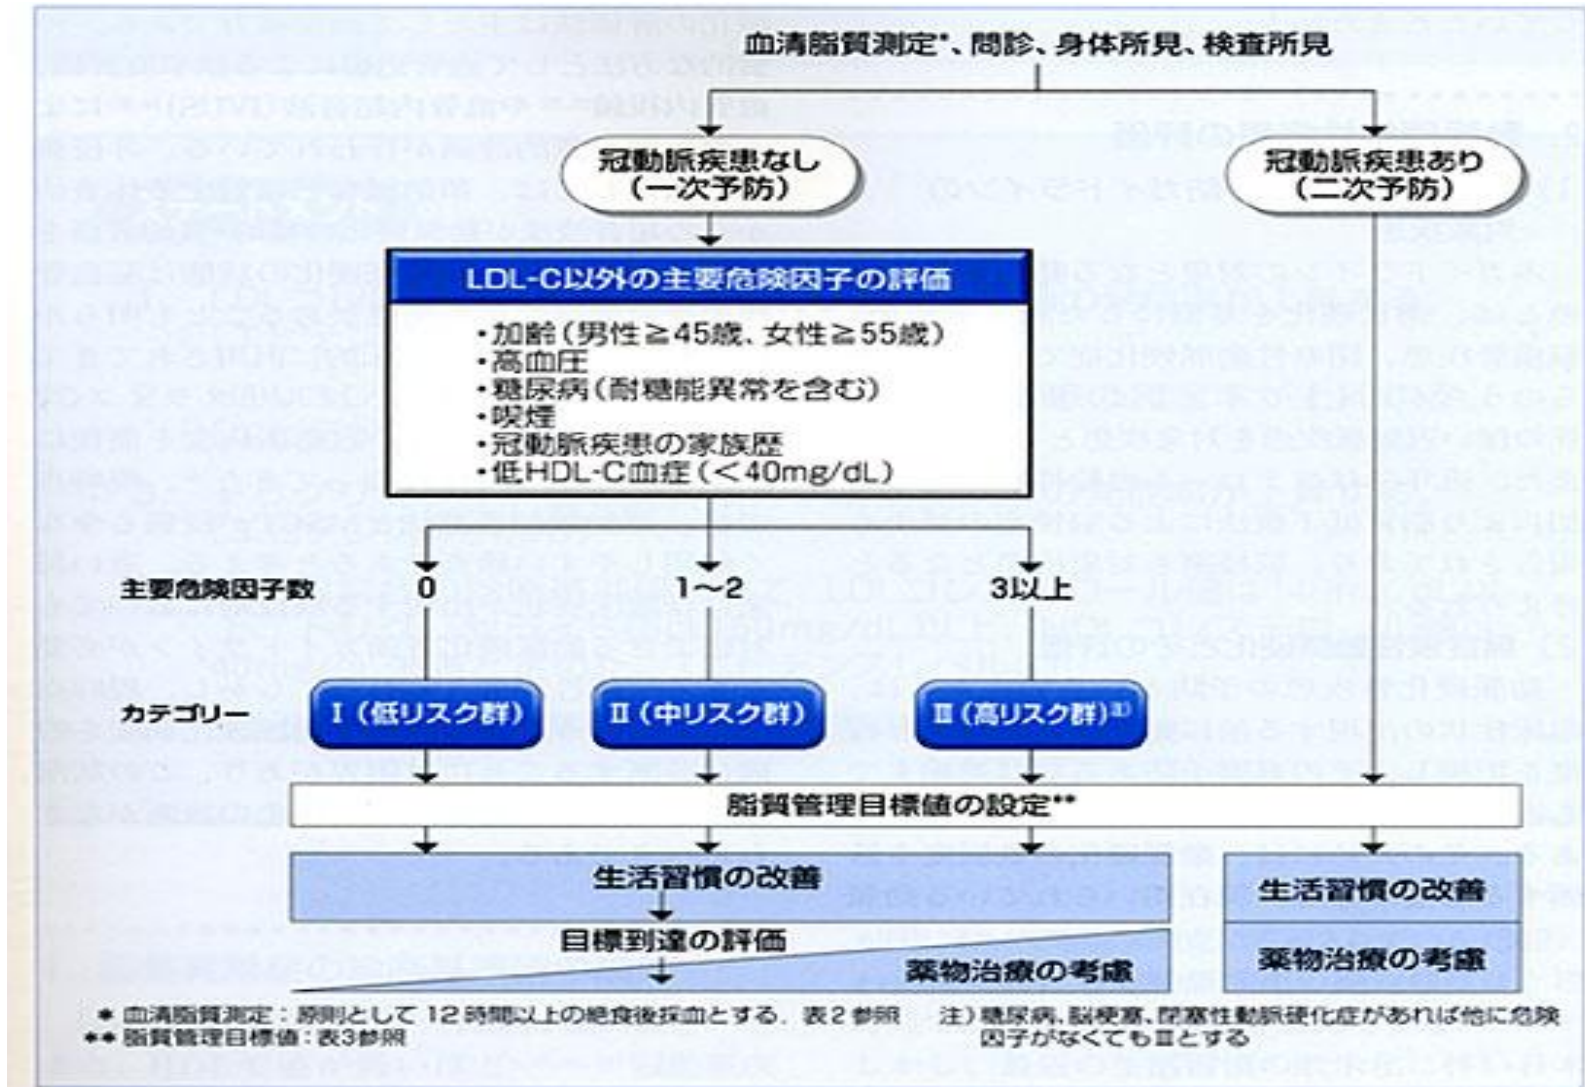 血清脂質測定*、問診、身体所見、検査所見
冠動脈疾患なし
(一次予防)
冠動脈疾患あり
(二次予防)
LDL-C以外の主要危険因子の評価
・加齢(男性≧45歳、女性≧55歳)
・高血圧
・糖尿病(耐糖能異常を含む)
・喫煙
・冠動脈疾患の家族歴
・低HDL-C血症(<40mg/dL)
主要危険因子数 0 1〜2 3以上
カテゴリー Ⅰ(低リスク群) Ⅱ(中リスク群) Ⅲ(高リスク群)注)
脂質管理目標値の設定**
生活習慣の改善
目標到達の評価
薬物治療の考慮
生活習慣の改善
薬物治療の考慮
* 血清脂質測定:原則として12時間以上の絶食後採血とする. 表2参照
** 脂質管理目標値:表3参照
注)糖尿病、脳梗塞、閉塞性動脈硬化症があれば他に危険
因子がなくてもⅢとする